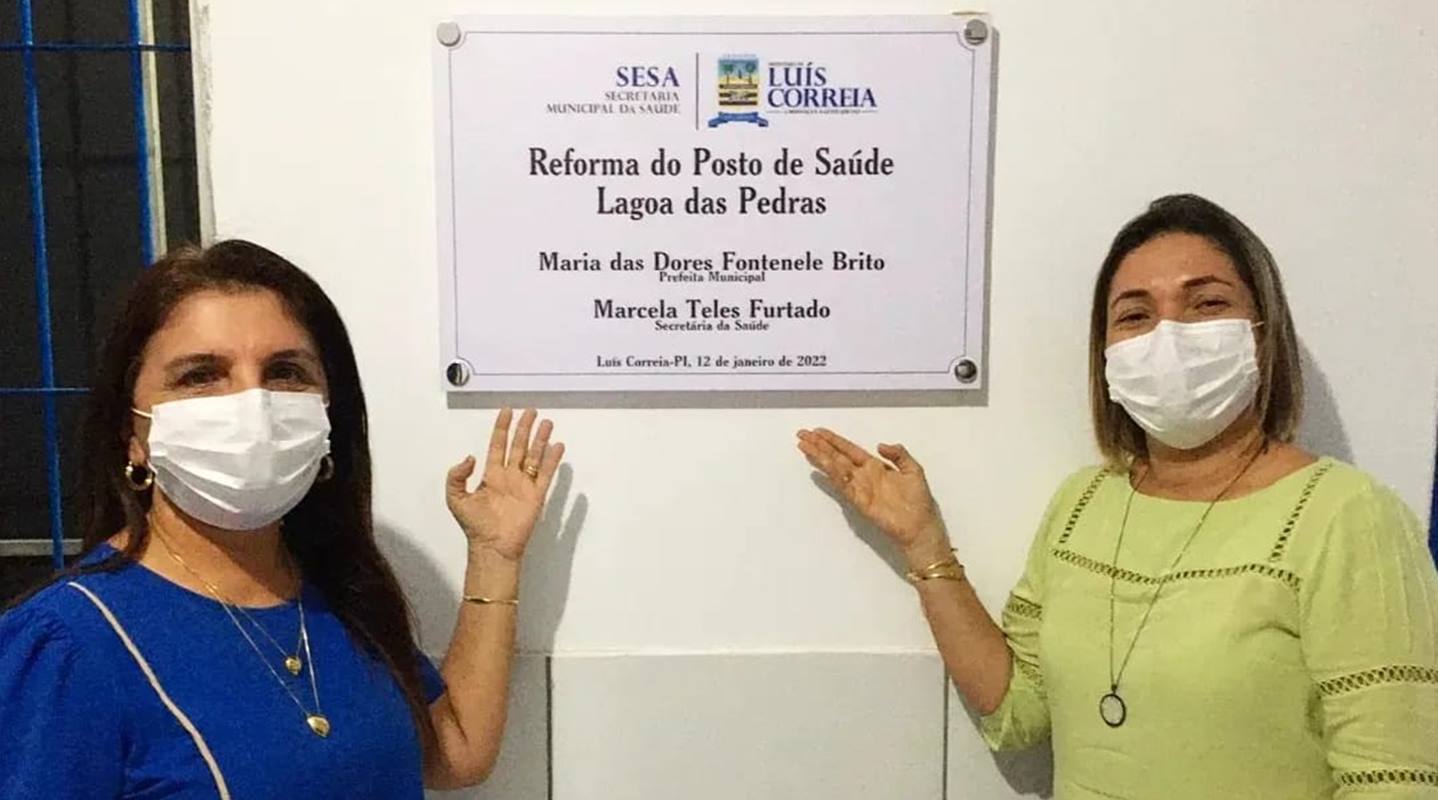 SESA
SECRETARIA
MUNICIPAL DA SAÚDE
LUÍS
CORREIA
Reforma do Posto de Saúde
Lagoa das Pedras
Maria das Dores Fontenele Brito
Prefeita Municipal
Marcela Teles Furtado
Secretária da Saúde
Luís Correia-PI, 12 de janeiro de 2022